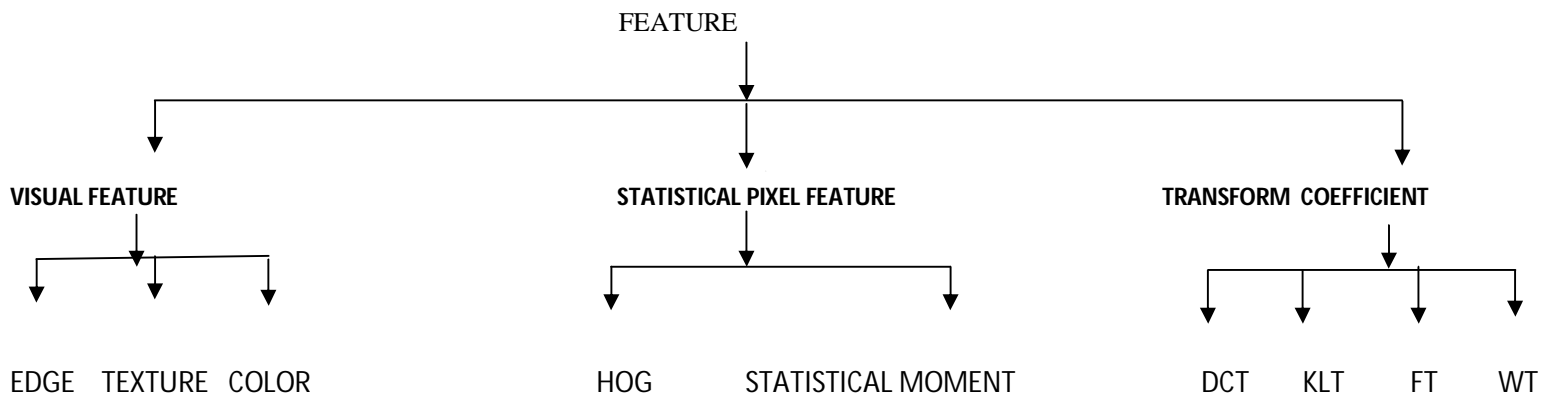 FEATURE
VISUAL FEATURE STATISTICAL PIXEL FEATURE TRANSFORM COEFFICIENT
EDGE TEXTURE COLOR HOG STATISTICAL MOMENT DCT KLT FT WT